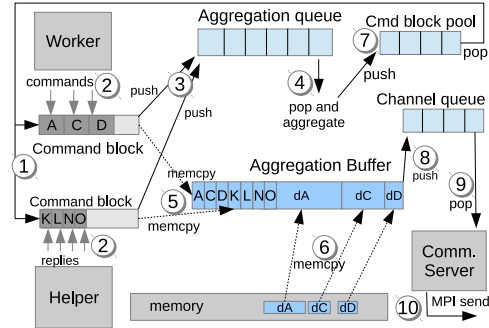 Aggregation queue
Cmd block pool
Worker
7
pop
commands
2
push
3
4
push
pop and
aggregate
Channel queue
A C D
push
Command block
1
memcpy
Aggregation Buffer
8
push
Command block
5
A C D K L N O dA dC dD
9
pop
K L N O
memcpy
6
memcpy
2
replies
Comm.
Server
Helper
memory
dA dC dD
10
MPI send